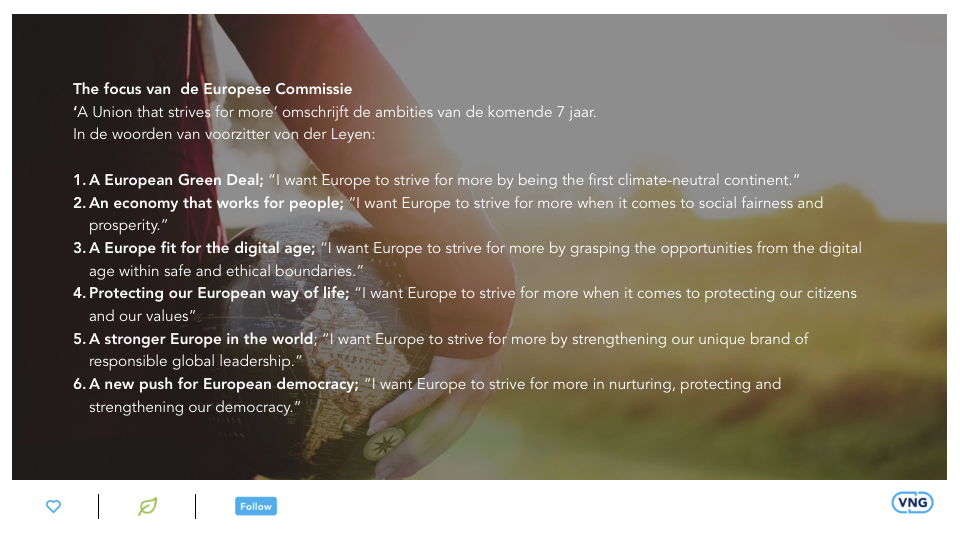 The focus van  de Europese Commissie
‘A Union that strives for more’ omschrijft de ambities van de komende 7 jaar.
In de woorden van voorzitter von der Leyen:
1. A European Green Deal; “I want Europe to strive for more by being the first climate-neutral continent.”
2. An economy that works for people; “I want Europe to strive for more when it comes to social fairness and
prosperity.”
3. A Europe fit for the digital age; “I want Europe to strive for more by grasping the opportunities from the digital
age within safe and ethical boundaries.”
4. Protecting our European way of life; “I want Europe to strive for more when it comes to protecting our citizens
and our values”
5. A stronger Europe in the world; “I want Europe to strive for more by strengthening our unique brand of
responsible global leadership.”
6. A new push for European democracy; “I want Europe to strive for more in nurturing, protecting and
strengthening our democracy.”
Follow
VNG